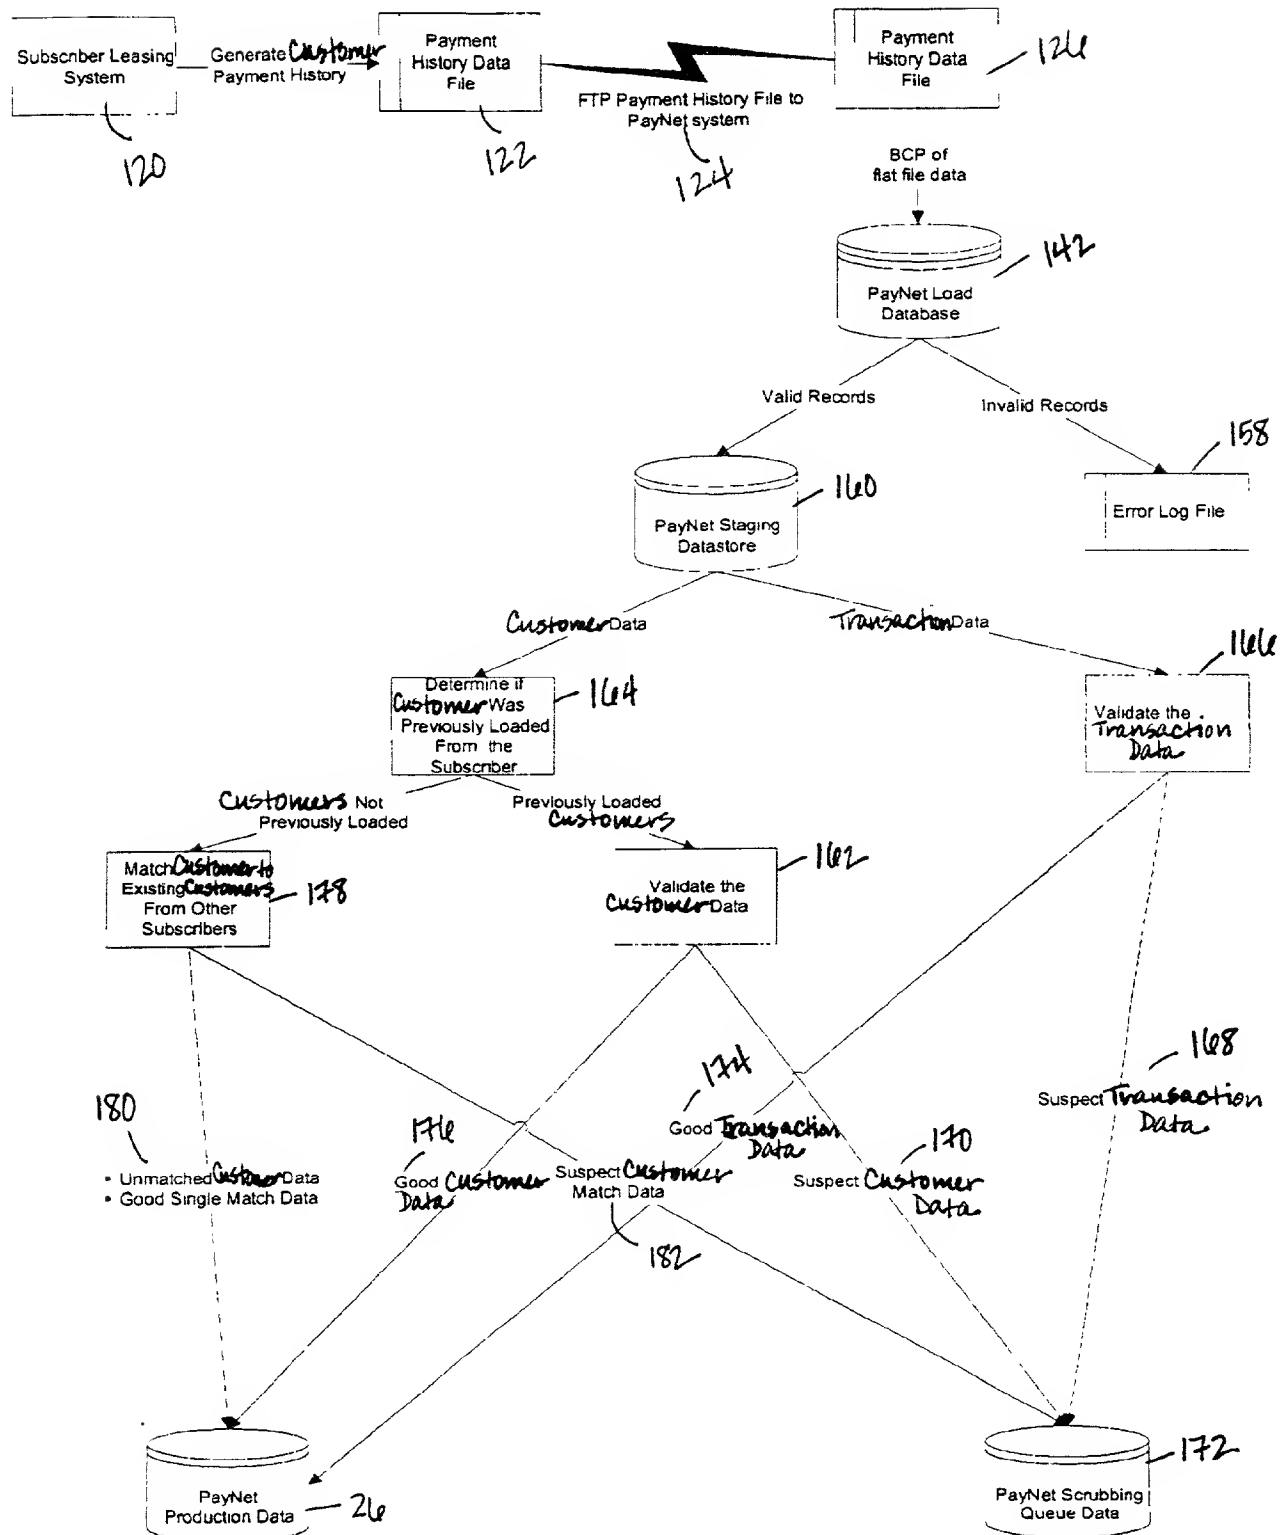 Subscriber Leasing
System
120
Generate Customer
Payment History
Payment
History Data
File
122
FTP Payment History File to
PayNet system
124
Payment
History Data
File
126
BCP of
flat file data
PayNet Load
Database
142
Valid Records
Invalid Records
158
Error Log File
PayNet Staging
Datastore
160
Customer Data
Transaction Data
166
Determine if
Customer Was
Previously Loaded
From the
Subscriber
164
Validate the
Transaction
Data
Customers Not
Previously Loaded
Previously Loaded
Customers
Match Customer to
Existing Customers
From Other
Subscribers
178
Validate the
Customer Data
162
168
Suspect Transaction
Data
180
• Unmatched Customer Data
• Good Single Match Data
176
Good Customer
Data
174
Good Transaction
Data
Suspect Customer
Match Data
182
170
Suspect Customer
Data
PayNet
Production Data
26
PayNet Scrubbing
Queue Data
172